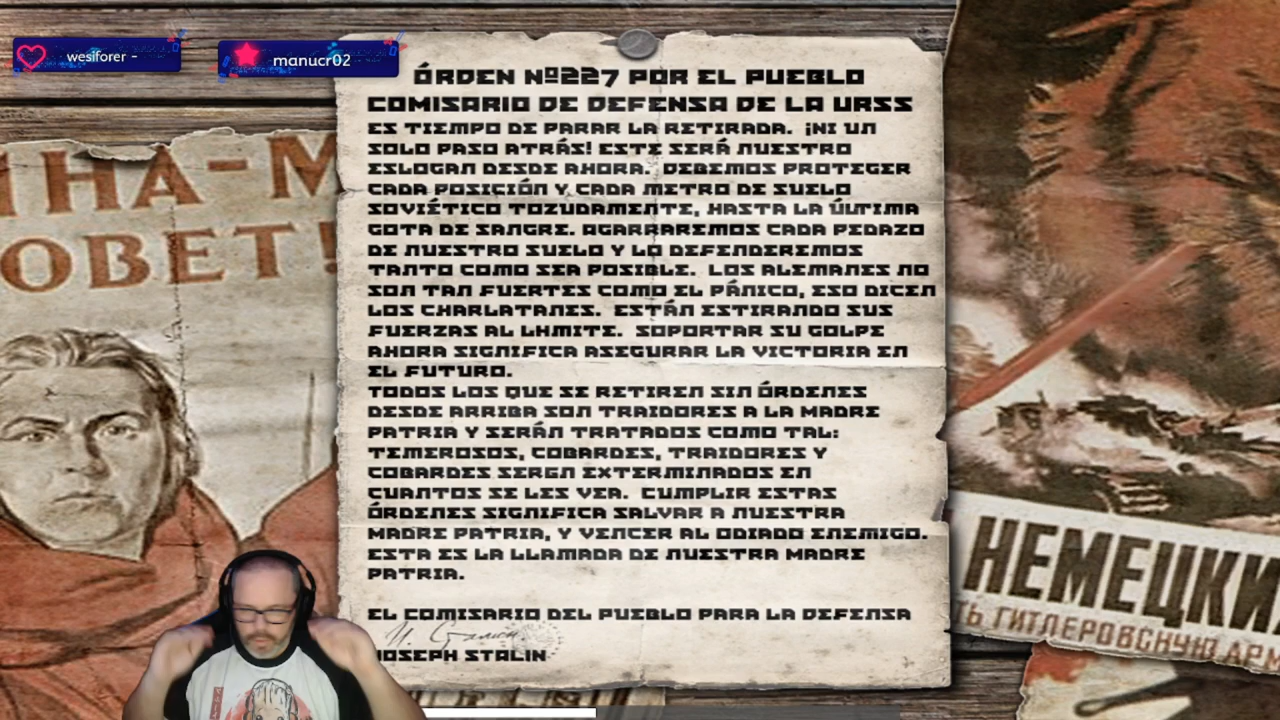 wesiforer -
manucr02
ÓRDEN Nº227 POR EL PUEBLO
COMISARIO DE DEFENSA DE LA URSS
ES TIEMPO DE PARAR LA RETIRADA. ¡NI UN
SOLO PASO ATRÁS! ESTE SERÁ NUESTRO
ESLOGAN DESDE AHORA. DEBEMOS PROTEGER
CADA POSICIÓN Y CADA METRO DE SUELO
SOVIÉTICO TOZUDAMENTE, HASTA LA ÚLTIMA
GOTA DE SANGRE. AGARRAREMOS CADA PEDAZO
DE NUESTRO SUELO Y LO DEFENDEREMOS
TANTO COMO SEA POSIBLE. LOS ALEMANES NO
SON TAN FUERTES COMO EL PÁNICO, ESO DICEN
LOS CHARLATANES. ESTÁN ESTIRANDO SUS
FUERZAS AL LHMITE. SOPORTAR SU GOLPE
AHORA SIGNIFICA ASEGURAR LA VICTORIA EN
EL FUTURO.
TODOS LOS QUE SE RETIREN SIN ÓRDENES
DESDE ARRIBA SON TRAIDORES A LA MADRE
PATRIA Y SERÁN TRATADOS COMO TAL:
TEMEROSOS, COBARDES, TRAIDORES Y
COBARDES SERGN EXTERMINADOS EN
CUANTOS SE LES VEA. CUMPLIR ESTAS
ÓRDENES SIGNIFICA SALVAR A NUESTRA
MADRE PATRIA, Y VENCER AL ODIADO ENEMIGO.
ESTA ES LA LLAMADA DE NUESTRA MADRE
PATRIA.
EL COMISARIO DEL PUEBLO PARA LA DEFENSA
JOSEPH STALIN
ИНА-М
ОВЕТ!
НЕМЕЦКИ
ТЬ ГИТЛЕРОВСКУЮ АРМ